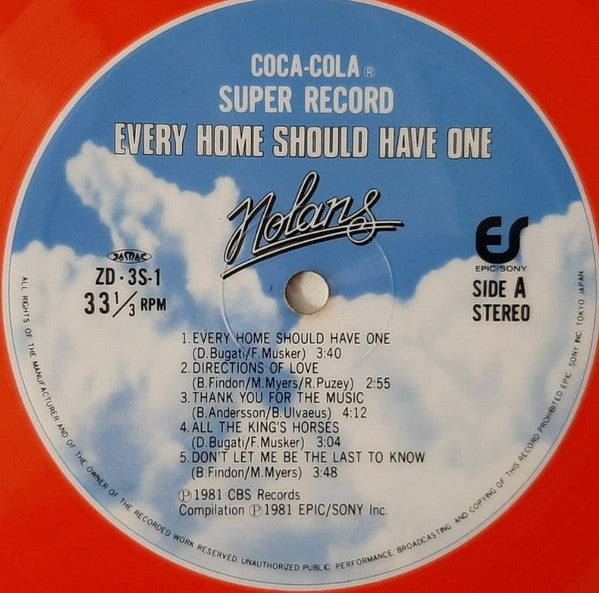 COCA-COLA ®
SUPER RECORD
EVERY HOME SHOULD HAVE ONE
Nolans
JASRAC
ZD・3S-1
33 1/3 RPM
ES
EPIC/SONY
SIDE A
STEREO
1. EVERY HOME SHOULD HAVE ONE
(D.Bugati/F.Musker) 3:40
2. DIRECTIONS OF LOVE
(B.Findon/M.Myers/R.Puzey) 2:55
3. THANK YOU FOR THE MUSIC
(B.Andersson/B.Ulvaeus) 4:12
4. ALL THE KING'S HORSES
(D.Bugati/F.Musker) 3:04
5. DON'T LET ME BE THE LAST TO KNOW
(B.Findon/M.Myers) 3:48
Ⓟ1981 CBS Records
Compilation Ⓟ1981 EPIC/SONY Inc.
ALL RIGHTS OF THE MANUFACTURER AND OF THE OWNER OF THE RECORDED WORK RESERVED. UNAUTHORIZED PUBLIC PERFORMANCE, BROADCASTING AND COPYING OF THIS RECORD PROHIBITED EPIC SONY INC. TOKYO JAPAN